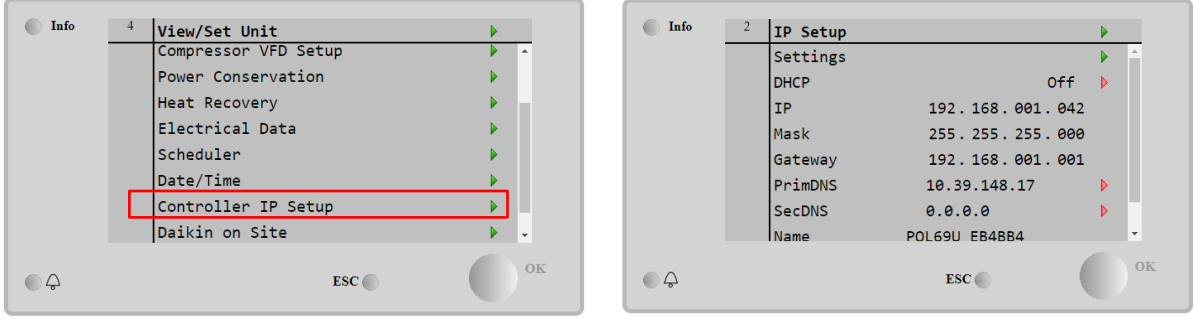 Info
4 View/Set Unit
Compressor VFD Setup
Power Conservation
Heat Recovery
Electrical Data
Scheduler
Date/Time
Controller IP Setup
Daikin on Site
ESC
OK
Info
2 IP Setup
Settings
DHCP Off
IP 192.168.001.042
Mask 255.255.255.000
Gateway 192.168.001.001
PrimDNS 10.39.148.17
SecDNS 0.0.0.0
Name POL69U_EB4BB4
ESC
OK